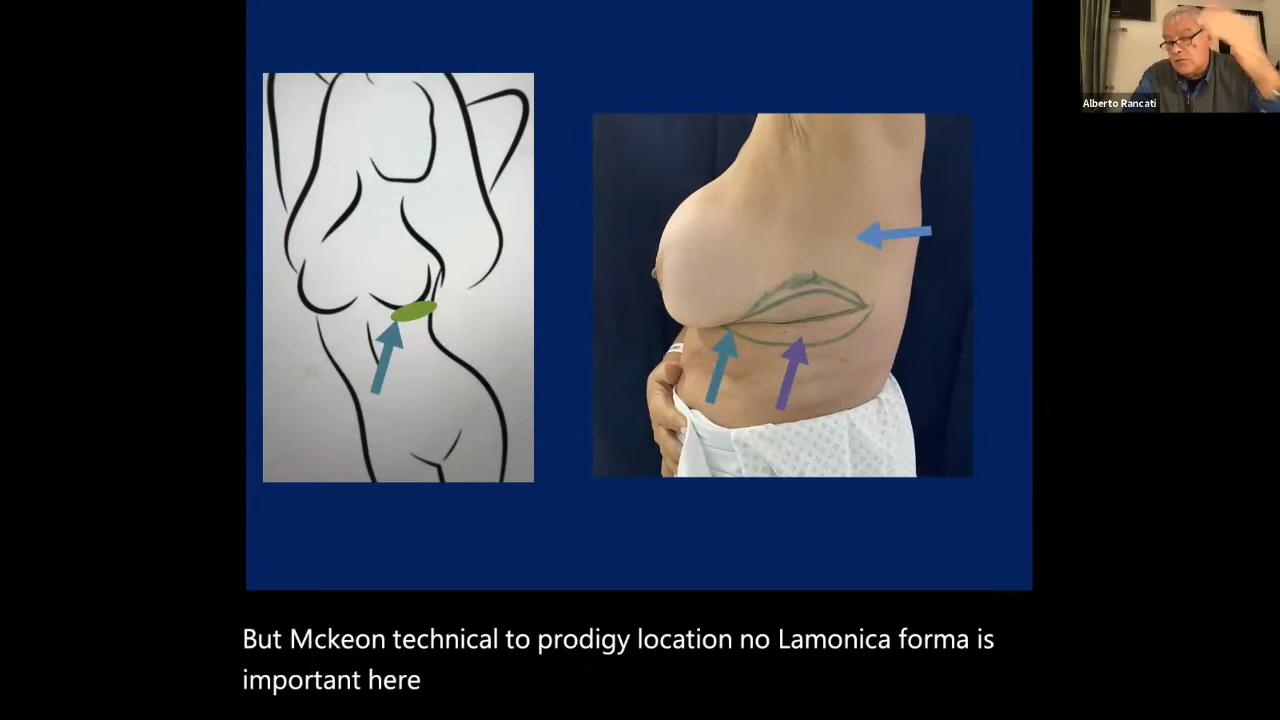 Alberto Rancati
But Mckeon technical to prodigy location no Lamonica forma is
important here